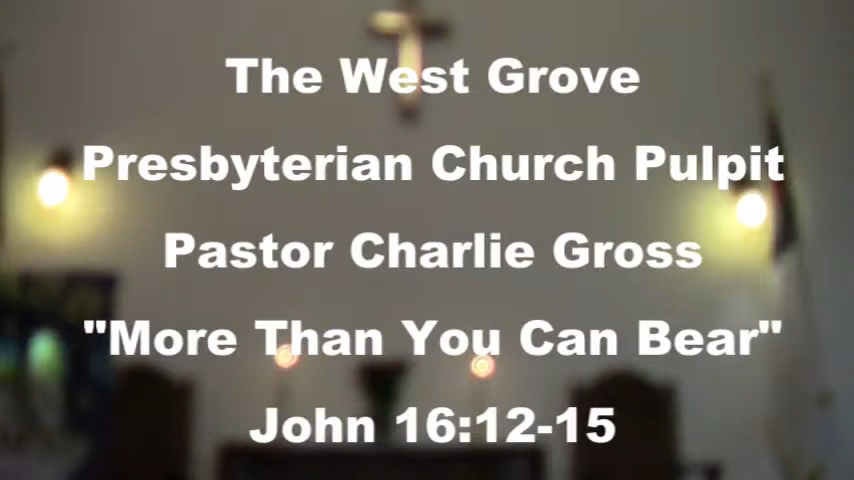 The West Grove
Presbyterian Church Pulpit
Pastor Charlie Gross
"More Than You Can Bear"
John 16:12-15